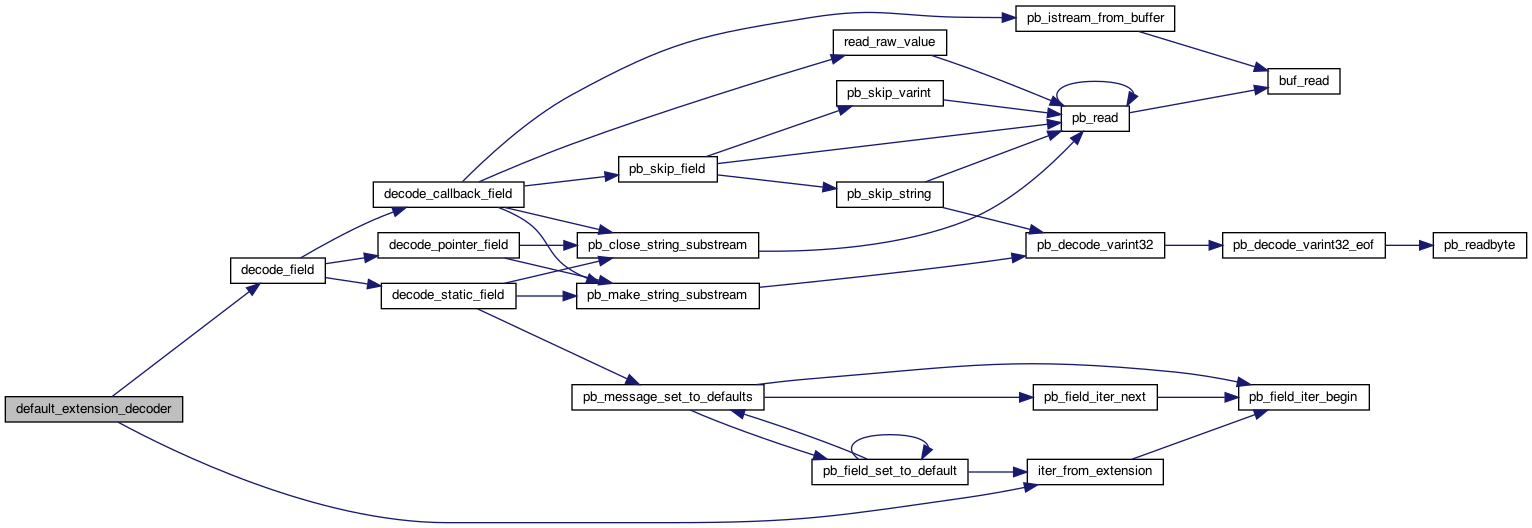 pb_istream_from_buffer
read_raw_value
buf_read
pb_skip_varint
pb_read
pb_skip_field
decode_callback_field
pb_skip_string
decode_pointer_field
pb_close_string_substream
pb_decode_varint32
pb_decode_varint32_eof
pb_readbyte
decode_field
decode_static_field
pb_make_string_substream
pb_message_set_to_defaults
pb_field_iter_next
pb_field_iter_begin
default_extension_decoder
pb_field_set_to_default
iter_from_extension